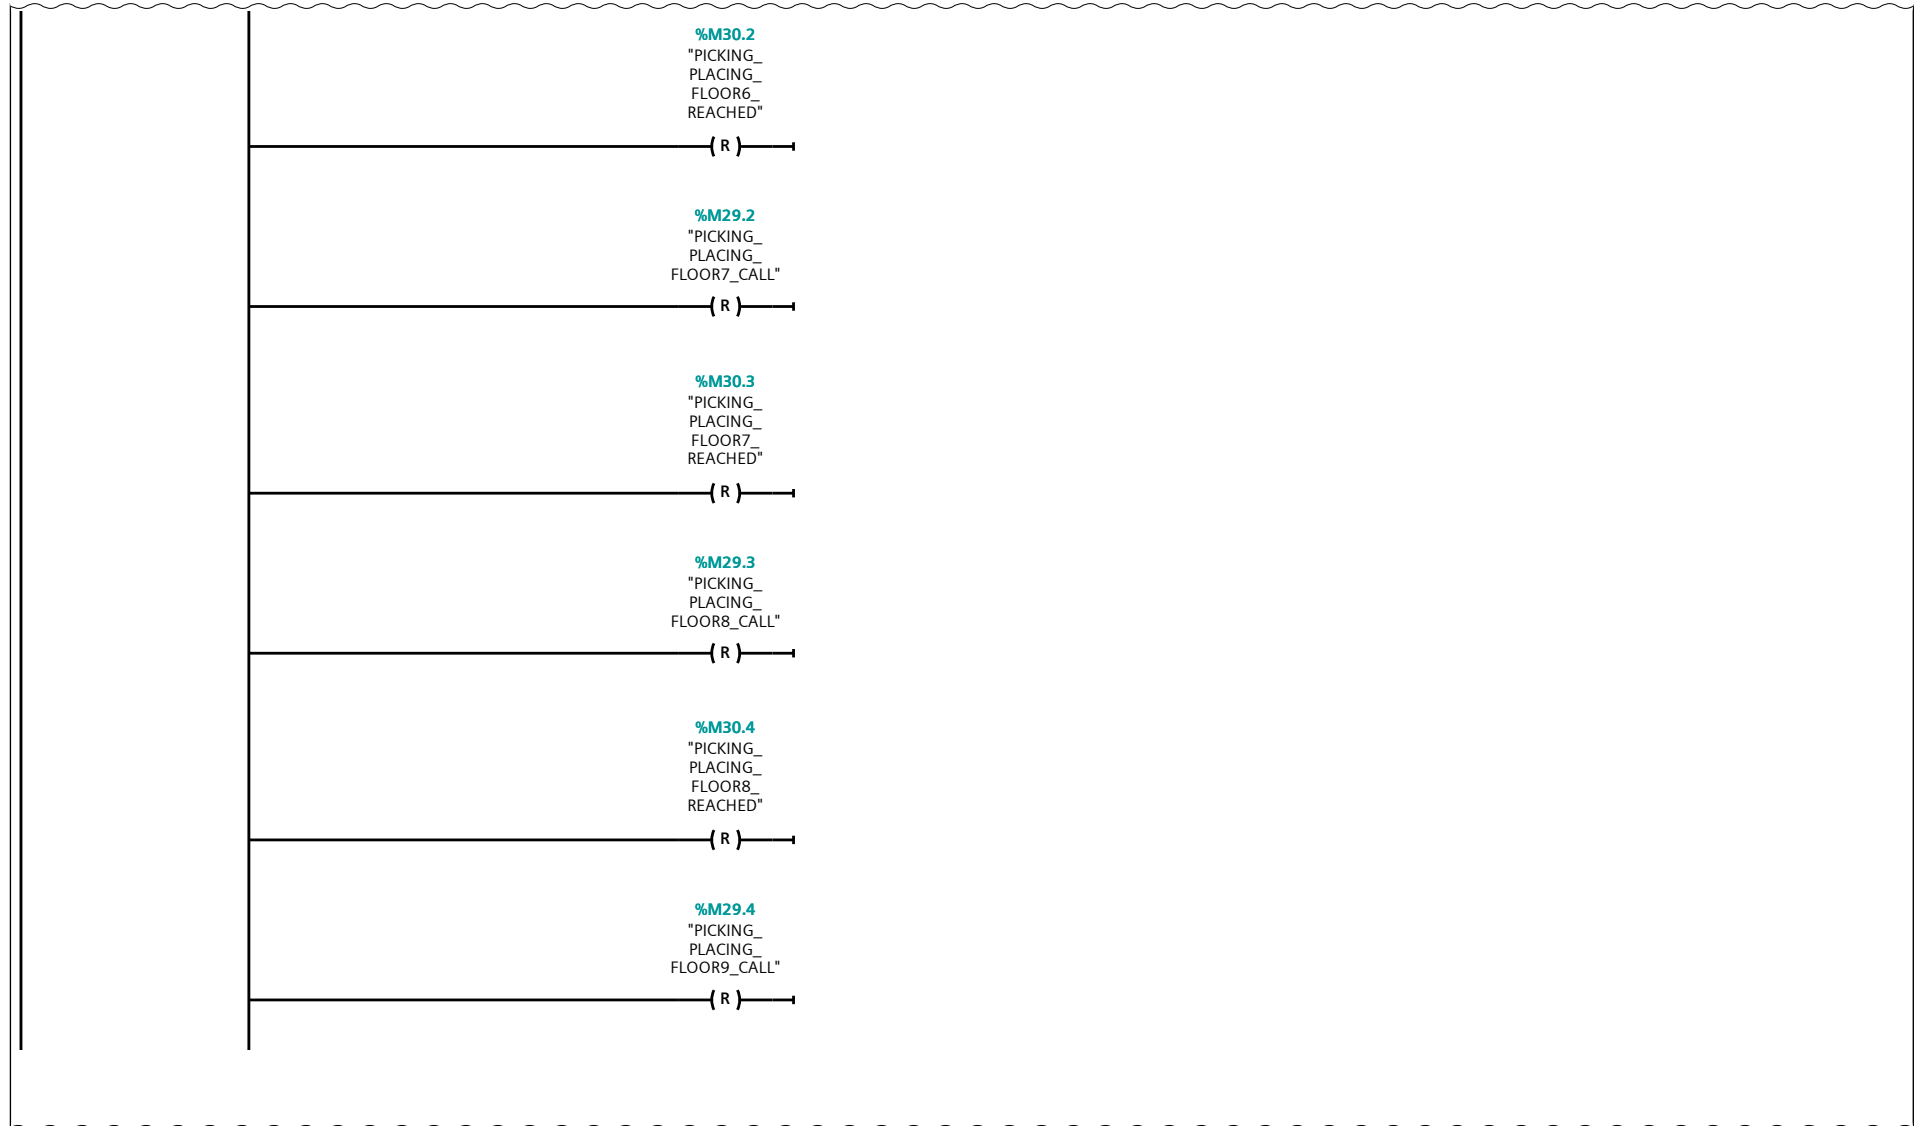 %M30.2
"PICKING_
PLACING_
FLOOR6_
REACHED"
( R )
%M29.2
"PICKING_
PLACING_
FLOOR7_CALL"
( R )
%M30.3
"PICKING_
PLACING_
FLOOR7_
REACHED"
( R )
%M29.3
"PICKING_
PLACING_
FLOOR8_CALL"
( R )
%M30.4
"PICKING_
PLACING_
FLOOR8_
REACHED"
( R )
%M29.4
"PICKING_
PLACING_
FLOOR9_CALL"
( R )